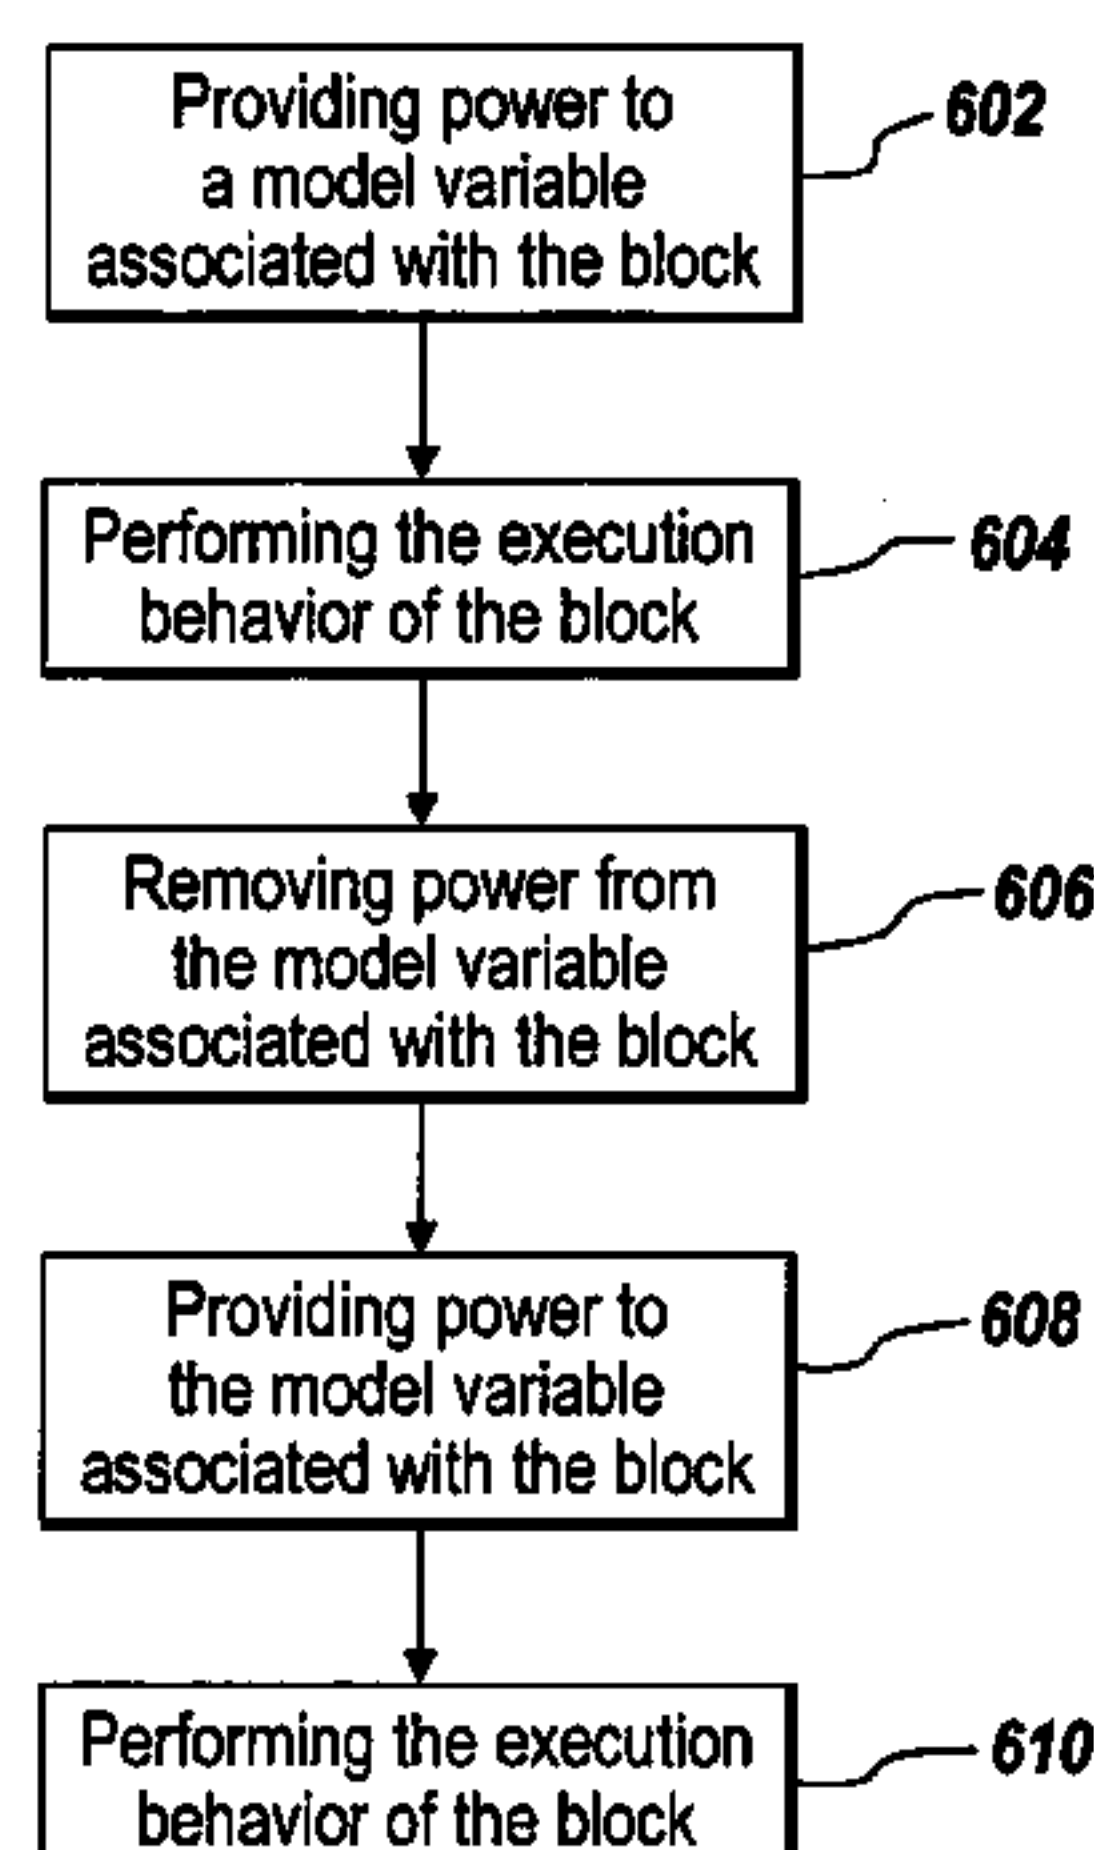 Providing power to
a model variable
associated with the block
602
Performing the execution
behavior of the block
604
Removing power from
the model variable
associated with the block
606
Providing power to
the model variable
associated with the block
608
Performing the execution
behavior of the block
610